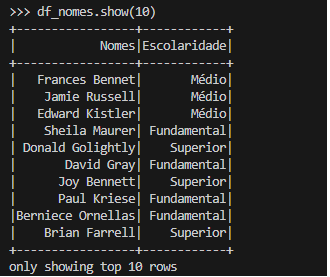 >>> df_nomes.show(10)
+-----------------+------------+
|            Nomes|Escolaridade|
+-----------------+------------+
|   Frances Bennet|       Médio|
|    Jamie Russell|       Médio|
|   Edward Kistler|       Médio|
|    Sheila Maurer| Fundamental|
| Donald Golightly|    Superior|
|       David Gray| Fundamental|
|      Joy Bennett|    Superior|
|      Paul Kriese| Fundamental|
|Berniece Ornellas| Fundamental|
|    Brian Farrell|    Superior|
+-----------------+------------+
only showing top 10 rows